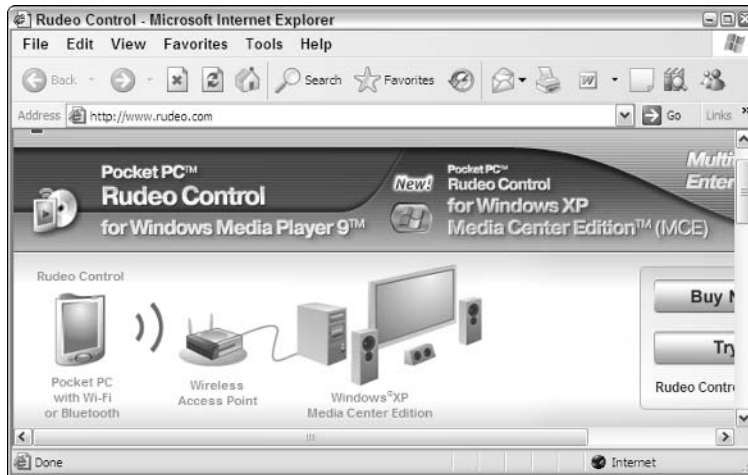 Rudeo Control - Microsoft Internet Explorer
File Edit View Favorites Tools Help
Back Search Favorites
Address http://www.rudeo.com Go Links »
Pocket PC™
Rudeo Control
for Windows Media Player 9™
New!
Pocket PC™
Rudeo Control
for Windows XP
Media Center Edition™ (MCE)
Multi
Enter
Rudeo Control
Pocket PC
with Wi-Fi
or Bluetooth
Wireless
Access Point
Windows®XP
Media Center Edition
Buy N
Try
Rudeo Contr
Done Internet